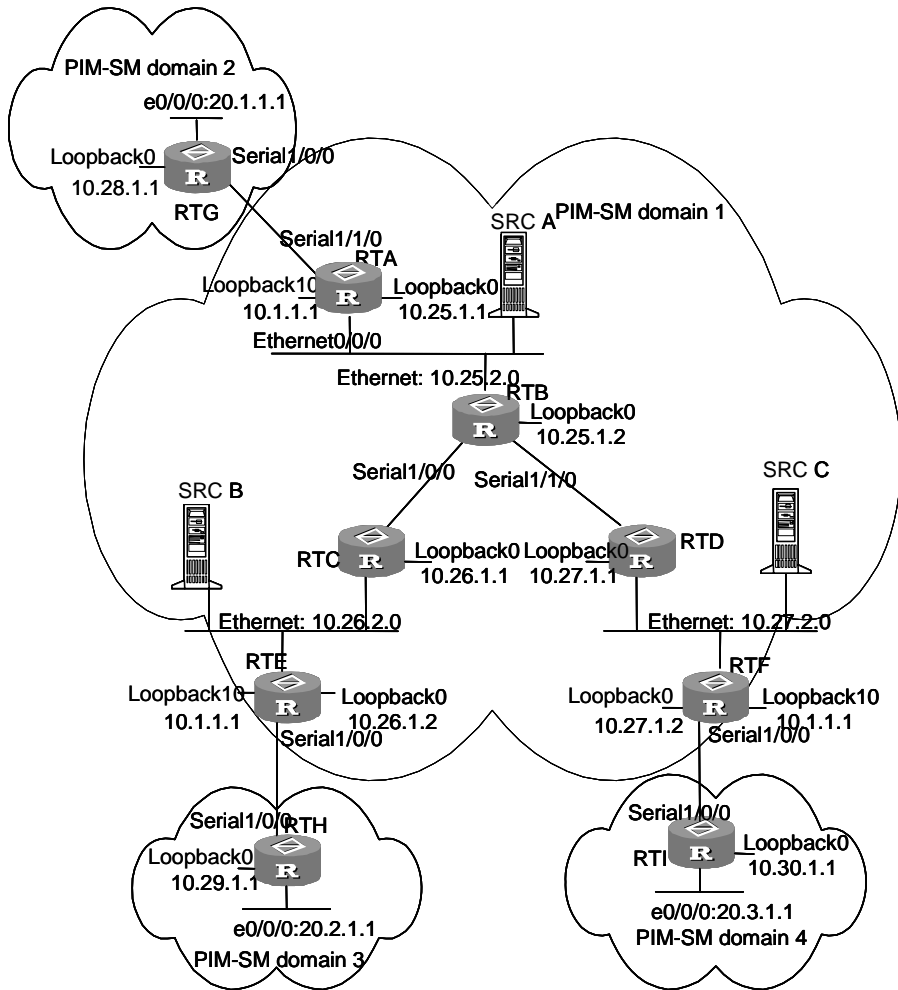 PIM-SM domain 2
e0/0/0:20.1.1.1
Loopback0
Serial1/0/0
10.28.1.1
R
RTG
SRC A
PIM-SM domain 1
Serial1/1/0
RTA
Loopback10
Loopback0
R
10.1.1.1
10.25.1.1
Ethernet0/0/0
Ethernet: 10.25.2.0
RTB
Loopback0
R
10.25.1.2
Serial1/0/0
Serial1/1/0
SRC B
SRC C
RTC
R
Loopback0
10.26.1.1
Loopback0
10.27.1.1
R
RTD
Ethernet: 10.26.2.0
Ethernet: 10.27.2.0
RTE
RTF
Loopback10
10.1.1.1
R
Loopback0
10.26.1.2
Loopback0
10.27.1.2
R
Loopback10
10.1.1.1
Serial1/0/0
Serial1/0/0
Serial1/0/0
RTH
Loopback0
10.29.1.1
R
e0/0/0:20.2.1.1
PIM-SM domain 3
Serial1/0/0
RTI
R
Loopback0
10.30.1.1
e0/0/0:20.3.1.1
PIM-SM domain 4